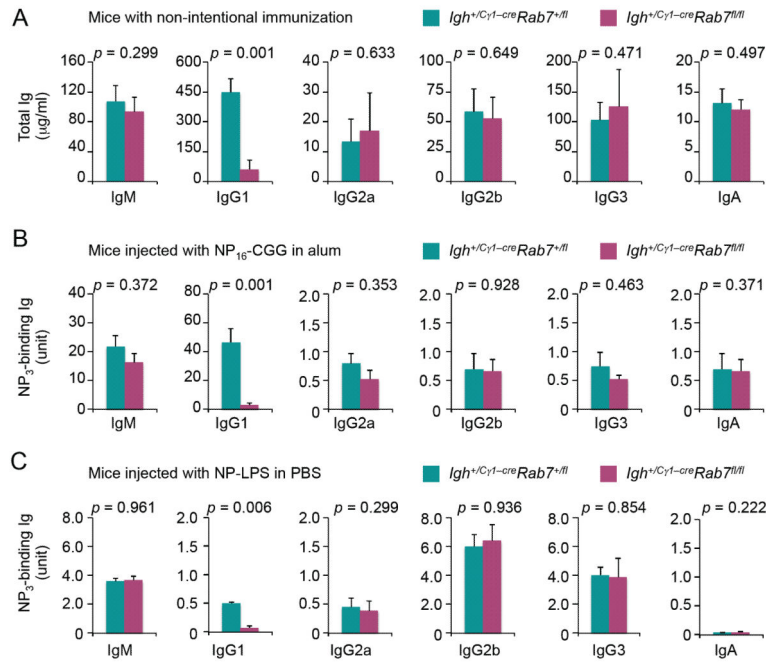 A Mice with non-intentional immunization Igh+/Cγ1–creRab7+/fl Igh+/Cγ1–creRab7fl/fl
p = 0.299 p = 0.001 p = 0.633 p = 0.649 p = 0.471 p = 0.497
Total Ig
(μg/ml)
160 120 80 40 0
600 450 300 150 0
40 30 20 10 0
100 75 50 25 0
200 150 100 50 0
20 15 10 5 0
IgM IgG1 IgG2a IgG2b IgG3 IgA
B Mice injected with NP16-CGG in alum Igh+/Cγ1–creRab7+/fl Igh+/Cγ1–creRab7fl/fl
p = 0.372 p = 0.001 p = 0.353 p = 0.928 p = 0.463 p = 0.371
NP3-binding Ig
(unit)
40 30 20 10 0
80 60 40 20 0
2.0 1.5 1.0 0.5 0
2.0 1.5 1.0 0.5 0
2.0 1.5 1.0 0.5 0
2.0 1.5 1.0 0.5 0
IgM IgG1 IgG2a IgG2b IgG3 IgA
C Mice injected with NP-LPS in PBS Igh+/Cγ1–creRab7+/fl Igh+/Cγ1–creRab7fl/fl
p = 0.961 p = 0.006 p = 0.299 p = 0.936 p = 0.854 p = 0.222
NP3-binding Ig
(unit)
8.0 6.0 4.0 2.0 0
2.0 1.5 1.0 0.5 0
2.0 1.5 1.0 0.5 0
8.0 6.0 4.0 2.0 0
8.0 6.0 4.0 2.0 0
2.0 1.5 1.0 0.5 0
IgM IgG1 IgG2a IgG2b IgG3 IgA